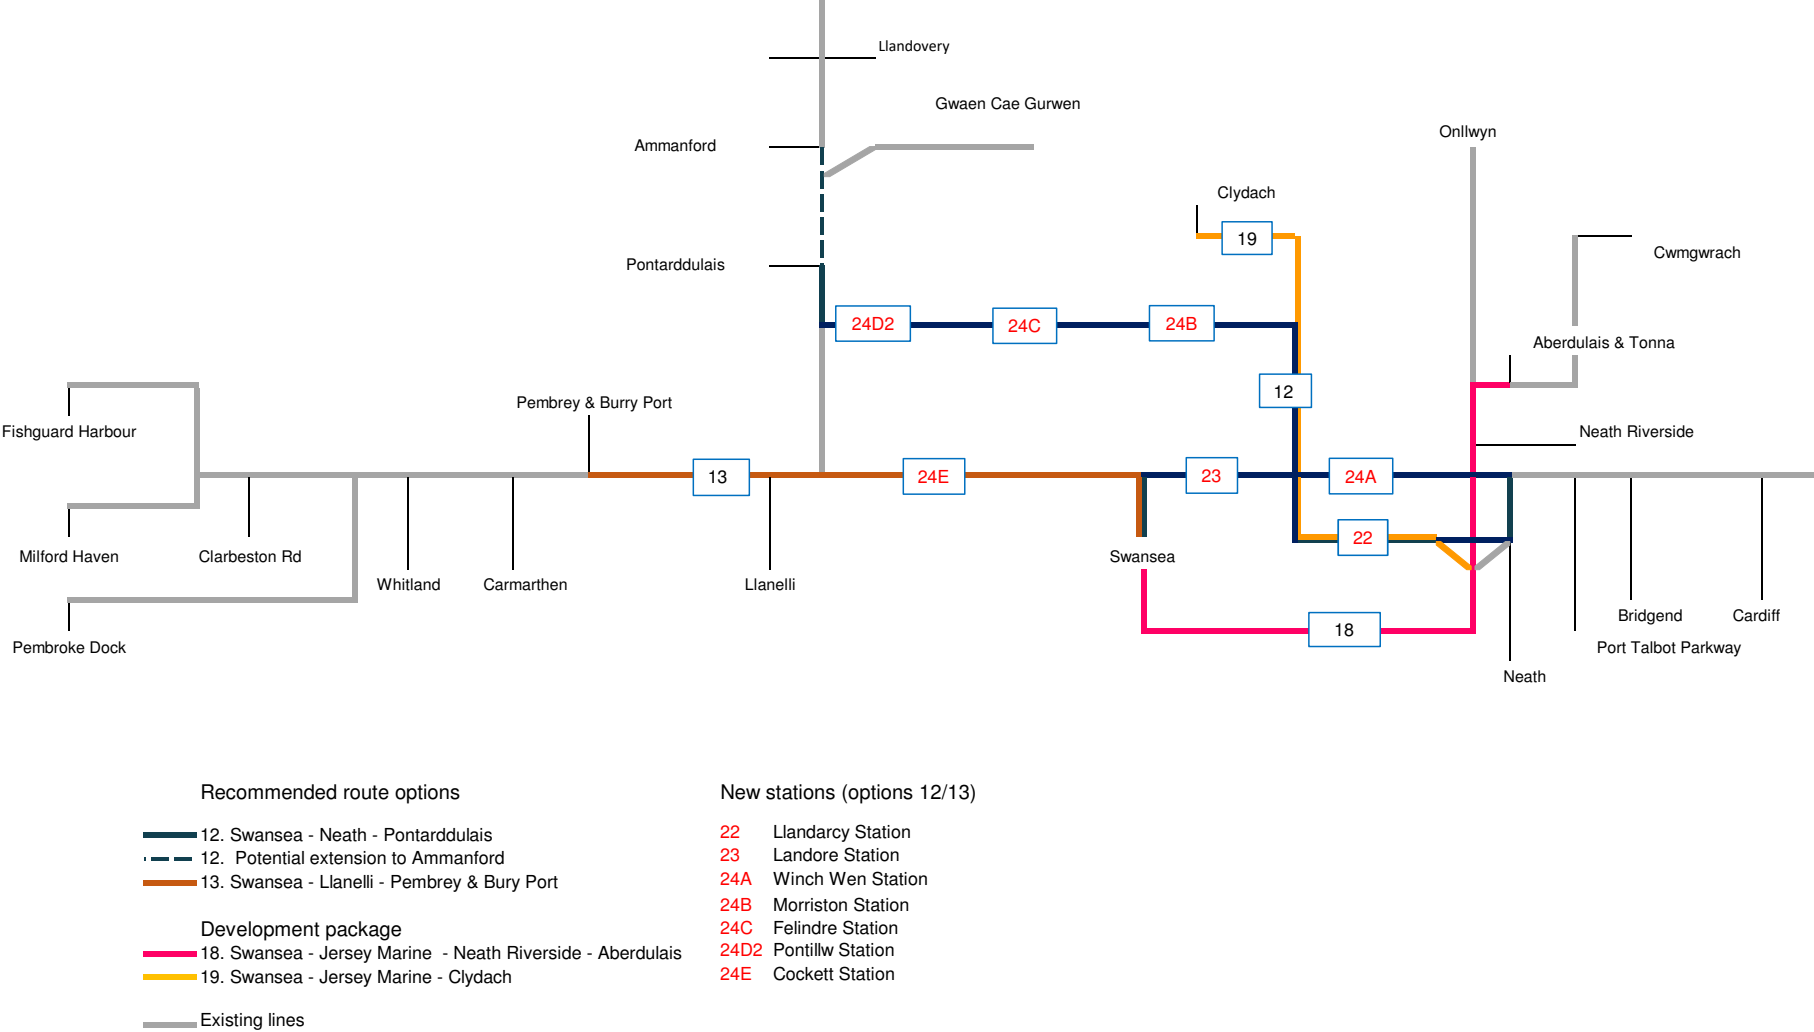 Llandovery
Gwaen Cae Gurwen
Onllwyn
Ammanford
Clydach
19
Cwmgwrach
Pontarddulais
24D2
24C
24B
Aberdulais & Tonna
12
Pembrey & Burry Port
Fishguard Harbour
Neath Riverside
13
24E
23
24A
22
Milford Haven
Clarbeston Rd
Swansea
Whitland
Carmarthen
Llanelli
Bridgend
Cardiff
18
Pembroke Dock
Port Talbot Parkway
Neath
Recommended route options
12. Swansea - Neath - Pontarddulais
12. Potential extension to Ammanford
13. Swansea - Llanelli - Pembrey & Bury Port
Development package
18. Swansea - Jersey Marine - Neath Riverside - Aberdulais
19. Swansea - Jersey Marine - Clydach
Existing lines
New stations (options 12/13)
22 Llandarcy Station
23 Landore Station
24A Winch Wen Station
24B Morriston Station
24C Felindre Station
24D2 Pontillw Station
24E Cockett Station